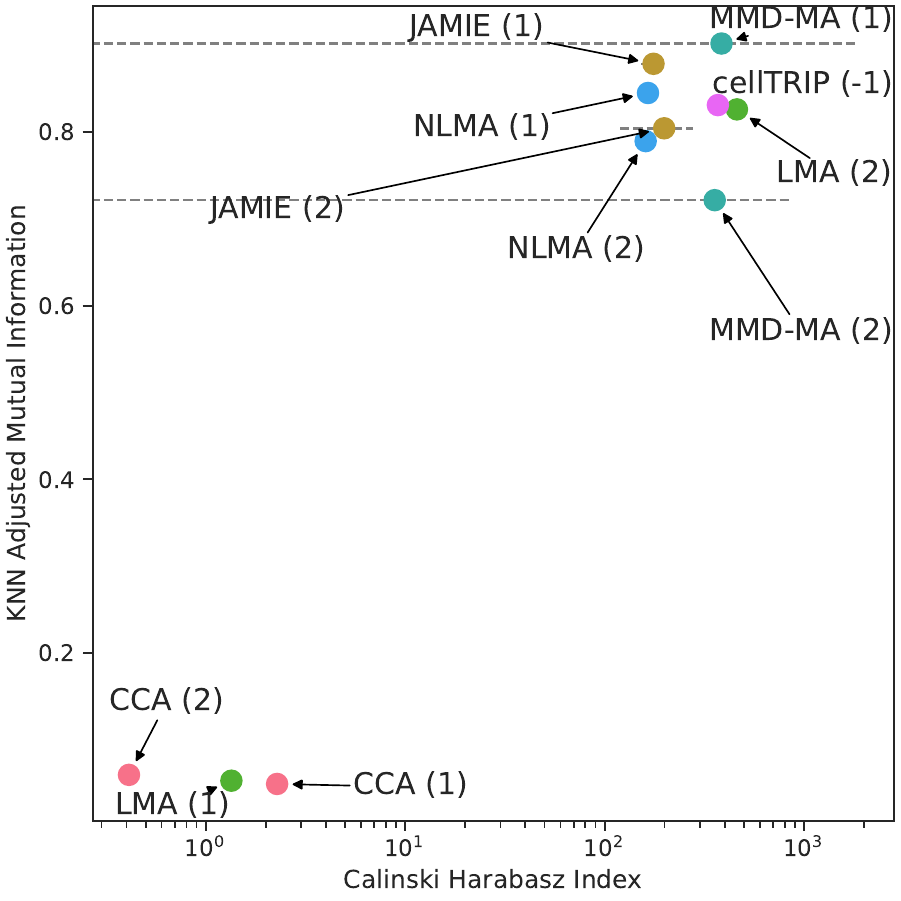 MMD-MA (1)
JAMIE (1)
cellTRIP (-1)
NLMA (1)
LMA (2)
JAMIE (2)
NLMA (2)
MMD-MA (2)
CCA (2)
CCA (1)
LMA (1)
0.8
0.6
0.4
0.2
KNN Adjusted Mutual Information
10⁰
10¹
10²
10³
Calinski Harabasz Index